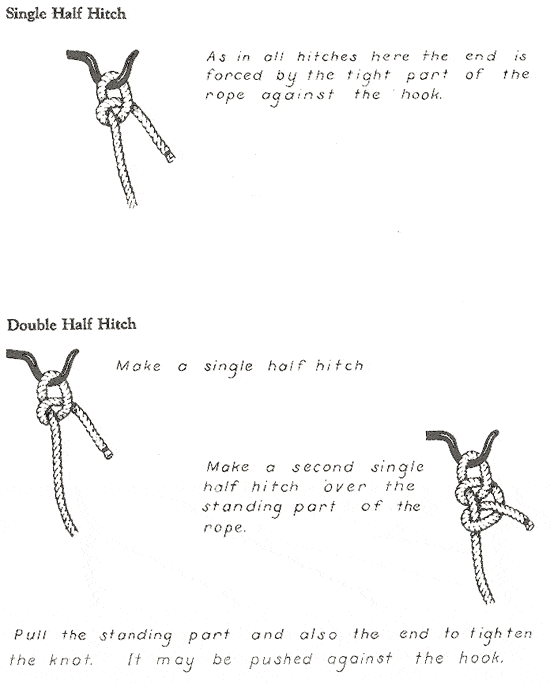 Single Half Hitch
As in all hitches here the end is
forced by the tight part of the
rope against the hook.
Double Half Hitch
Make a single half hitch
Make a second single
half hitch over the
standing part of the
rope.
Pull the standing part and also the end to tighten
the knot. It may be pushed against the hook.